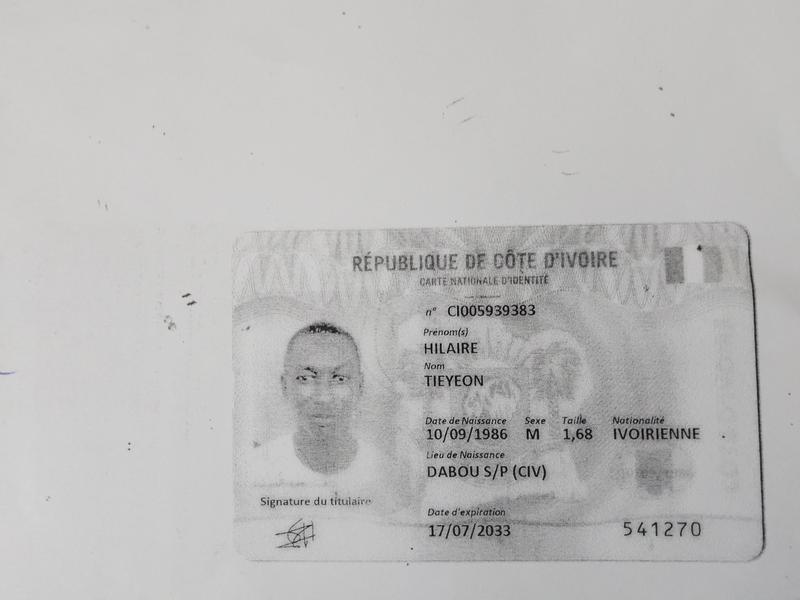 RÉPUBLIQUE DE CÔTE D'IVOIRE
CARTE NATIONALE D'IDENTITÉ
n° CI005939383
Prénom(s)
HILAIRE
Nom
TIEYEON
Date de Naissance Sexe Taille Nationalité
10/09/1986 M 1,68 IVOIRIENNE
Lieu de Naissance
DABOU S/P (CIV)
Signature du titulaire
Date d'expiration
17/07/2033
541270